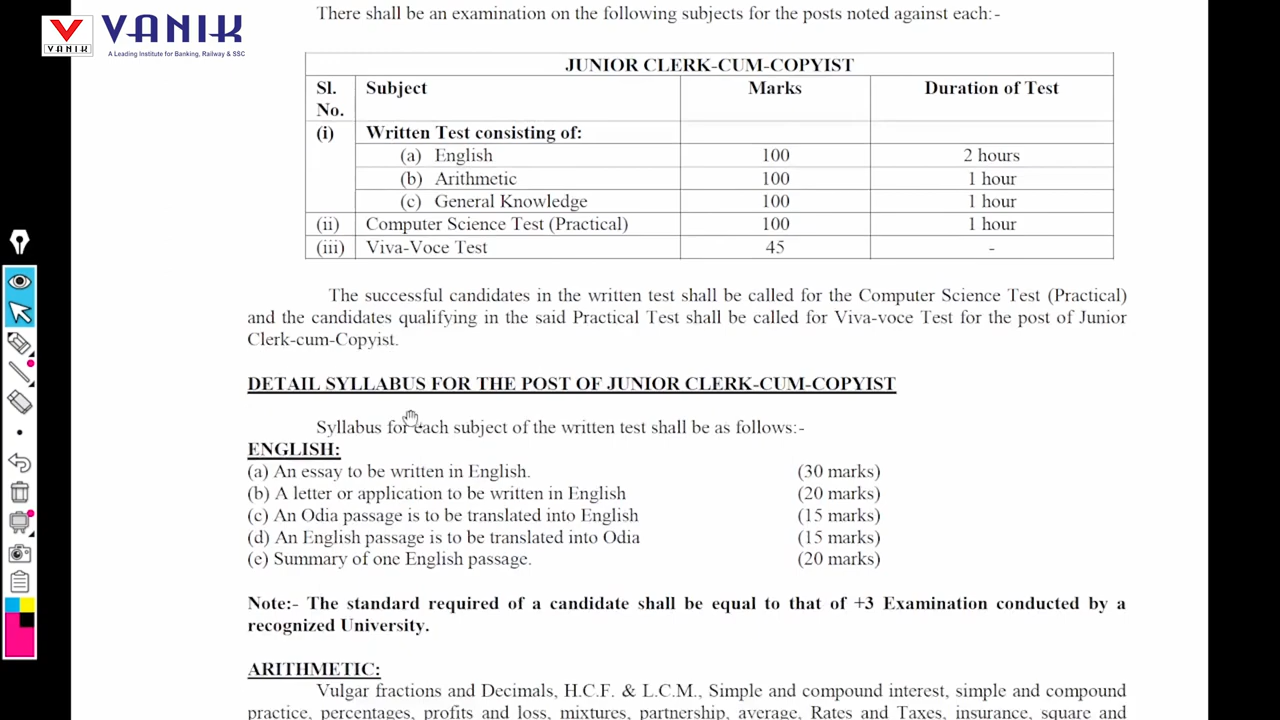 VANIK
VANIK
A Leading Institute for Banking, Railway & SSC
There shall be an examination on the following subjects for the posts noted against each:-
JUNIOR CLERK-CUM-COPYIST
Sl. No. Subject Marks Duration of Test
(i) Written Test consisting of:
(a) English 100 2 hours
(b) Arithmetic 100 1 hour
(c) General Knowledge 100 1 hour
(ii) Computer Science Test (Practical) 100 1 hour
(iii) Viva-Voce Test 45 -
The successful candidates in the written test shall be called for the Computer Science Test (Practical)
and the candidates qualifying in the said Practical Test shall be called for Viva-voce Test for the post of Junior
Clerk-cum-Copyist.
DETAIL SYLLABUS FOR THE POST OF JUNIOR CLERK-CUM-COPYIST
Syllabus for each subject of the written test shall be as follows:-
ENGLISH:
(a) An essay to be written in English. (30 marks)
(b) A letter or application to be written in English (20 marks)
(c) An Odia passage is to be translated into English (15 marks)
(d) An English passage is to be translated into Odia (15 marks)
(e) Summary of one English passage. (20 marks)
Note:- The standard required of a candidate shall be equal to that of +3 Examination conducted by a
recognized University.
ARITHMETIC:
Vulgar fractions and Decimals, H.C.F. & L.C.M., Simple and compound interest, simple and compound
practice, percentages, profits and loss, mixtures, partnership, average, Rates and Taxes, insurance, square and